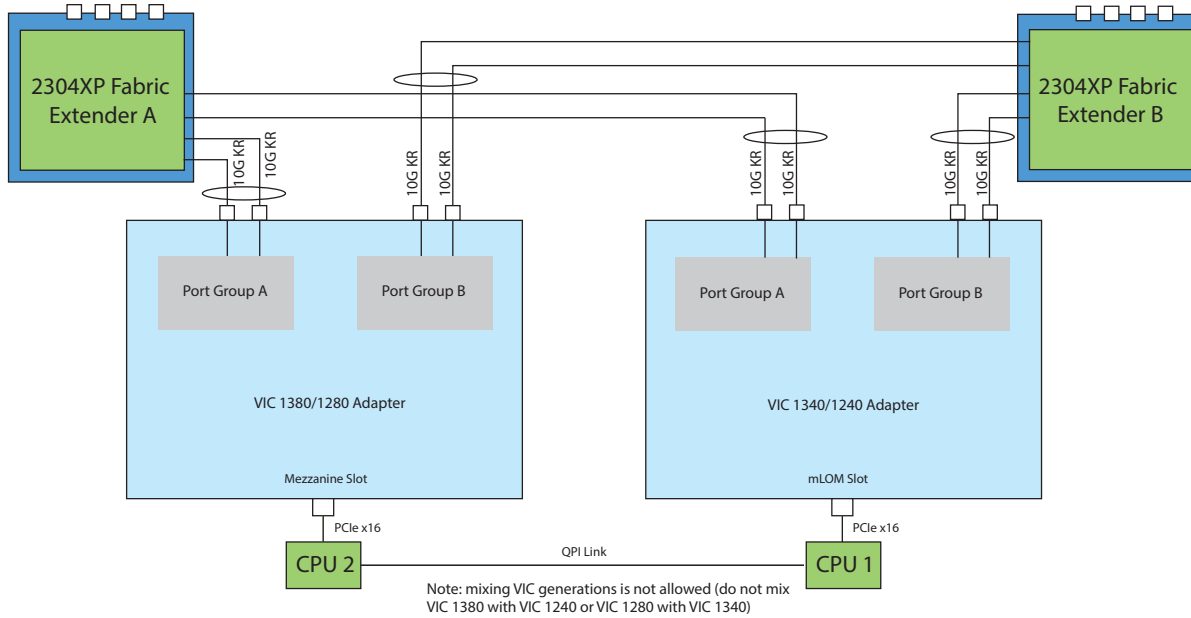 2304XP Fabric
Extender A
2304XP Fabric
Extender B
10G KR
10G KR
10G KR
10G KR
10G KR
10G KR
10G KR
10G KR
Port Group A
Port Group B
Port Group A
Port Group B
VIC 1380/1280 Adapter
VIC 1340/1240 Adapter
Mezzanine Slot
mLOM Slot
PCIe x16
PCIe x16
CPU 2
QPI Link
CPU 1
Note: mixing VIC generations is not allowed (do not mix
VIC 1380 with VIC 1240 or VIC 1280 with VIC 1340)